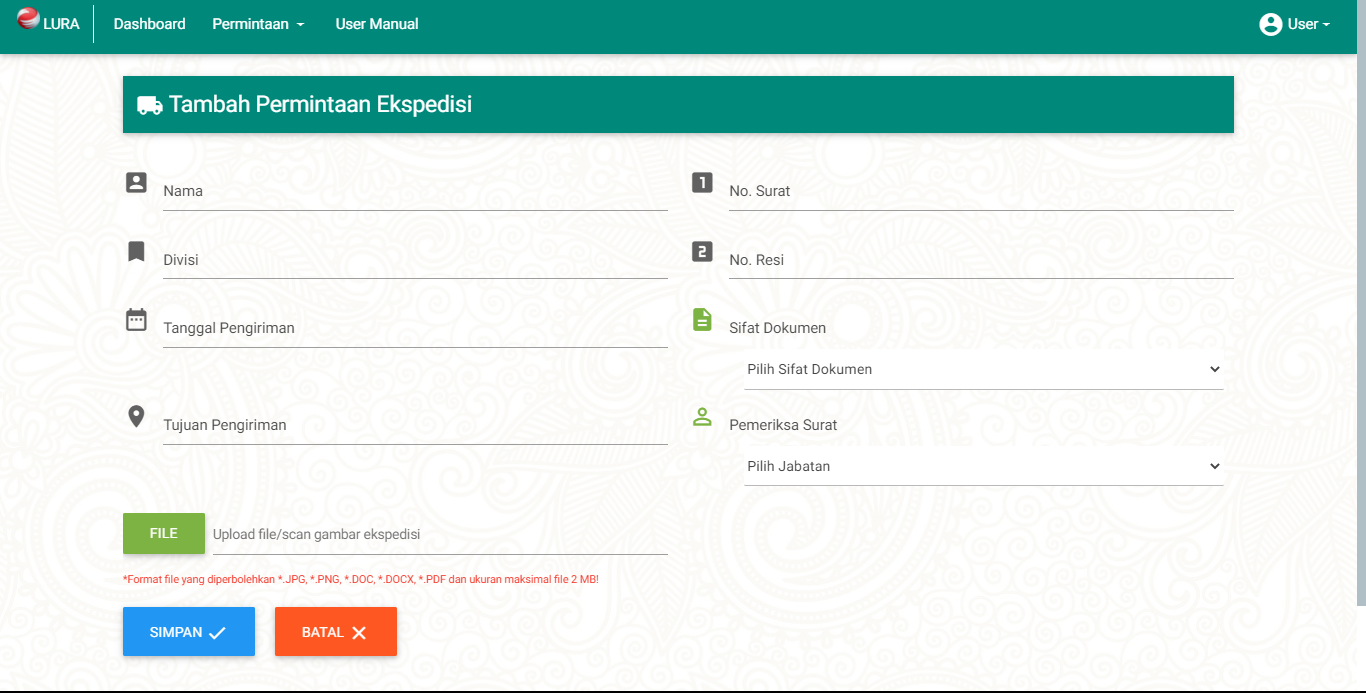 LURA Dashboard Permintaan User Manual User
Tambah Permintaan Ekspedisi
Nama
1 No. Surat
Divisi
2 No. Resi
Tanggal Pengiriman
Sifat Dokumen
Pilih Sifat Dokumen
Tujuan Pengiriman
Pemeriksa Surat
Pilih Jabatan
FILE Upload file/scan gambar ekspedisi
*Format file yang diperbolehkan *.JPG, *.PNG, *.DOC, *.DOCX, *.PDF dan ukuran maksimal file 2 MB!
SIMPAN BATAL